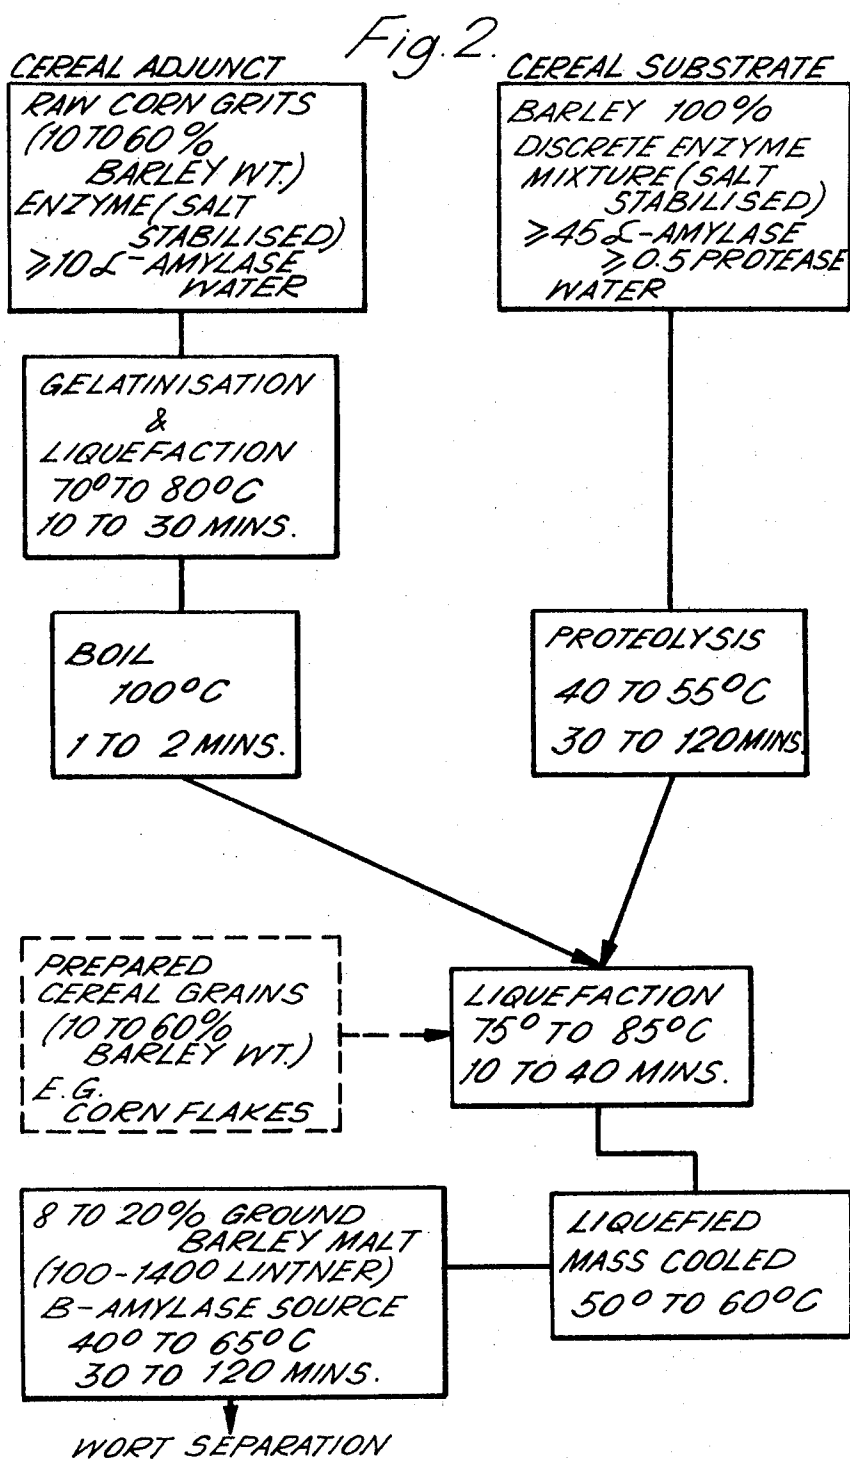 Fig. 2.
CEREAL ADJUNCT
RAW CORN GRITS
(10 TO 60%
BARLEY WT.)
ENZYME (SALT
STABILISED)
⩾10 α-AMYLASE
WATER
GELATINISATION
&
LIQUEFACTION
70° TO 80°C
10 TO 30 MINS.
BOIL
100°C
1 TO 2 MINS.
CEREAL SUBSTRATE
BARLEY 100%
DISCRETE ENZYME
MIXTURE (SALT
STABILISED)
⩾45 α-AMYLASE
⩾0.5 PROTEASE
WATER
PROTEOLYSIS
40 TO 55°C
30 TO 120 MINS.
PREPARED
CEREAL GRAINS
(10 TO 60%
BARLEY WT.)
E.G.
CORN FLAKES
LIQUEFACTION
75° TO 85°C
10 TO 40 MINS.
LIQUEFIED
MASS COOLED
50° TO 60°C
8 TO 20% GROUND
BARLEY MALT
(100-140° LINTNER)
B-AMYLASE SOURCE
40° TO 65°C
30 TO 120 MINS.
WORT SEPARATION